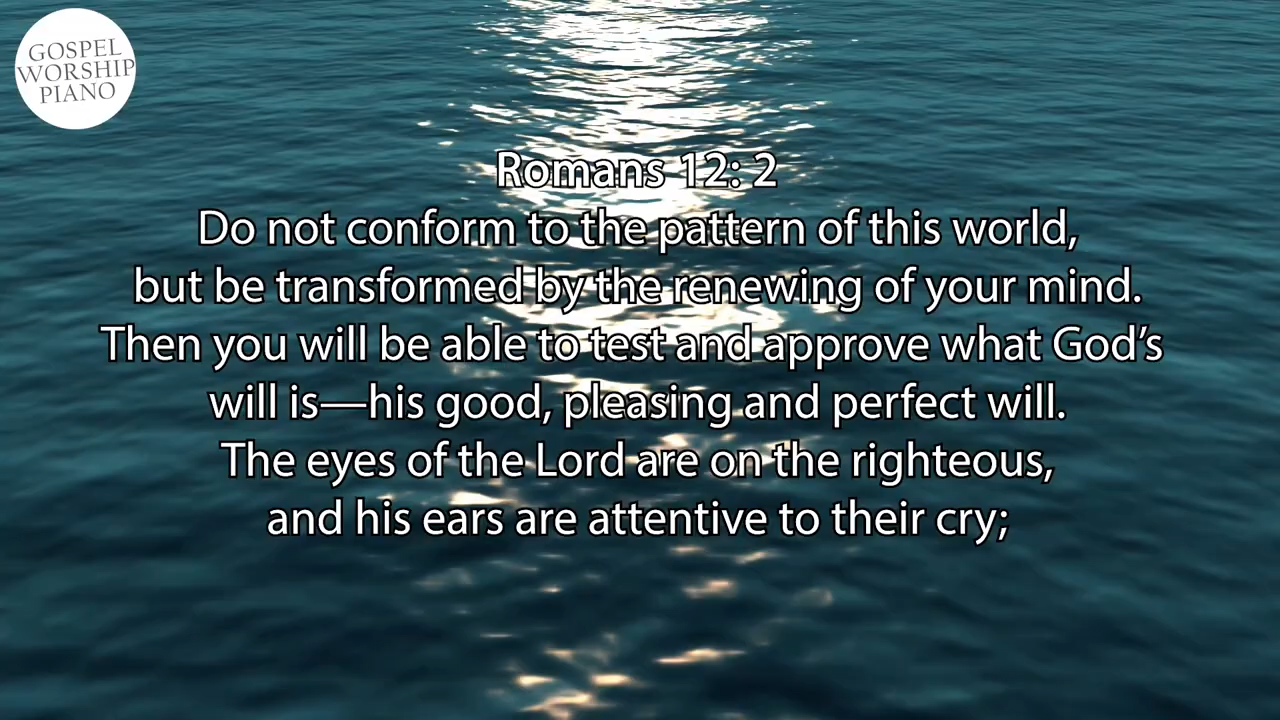 GOSPEL
WORSHIP
PIANO
Romans 12: 2
Do not conform to the pattern of this world,
but be transformed by the renewing of your mind.
Then you will be able to test and approve what God’s
will is—his good, pleasing and perfect will.
The eyes of the Lord are on the righteous,
and his ears are attentive to their cry;